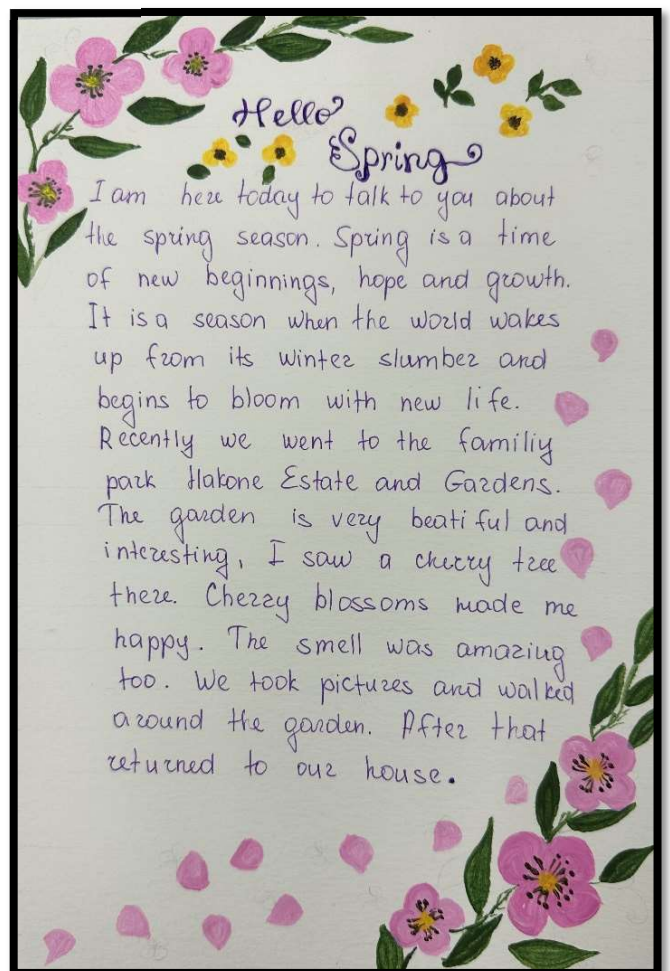 Hello
Spring
I am here today to talk to you about
the spring season. Spring is a time
of new beginnings, hope and growth.
It is a season when the world wakes
up from its winter slumber and
begins to bloom with new life.
Recently we went to the familiy
park Hakone Estate and Gardens.
The garden is very beatiful and
interesting, I saw a cherry tree
there. Cherry blossoms made me
happy. The smell was amazing
too. We took pictures and walked
around the garden. After that
returned to our house.